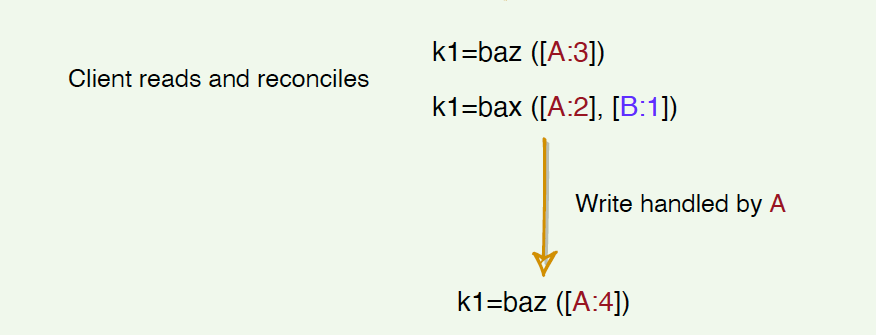 k1=baz ([A:3])
Client reads and reconciles
k1=bax ([A:2], [B:1])
Write handled by A
k1=baz ([A:4])